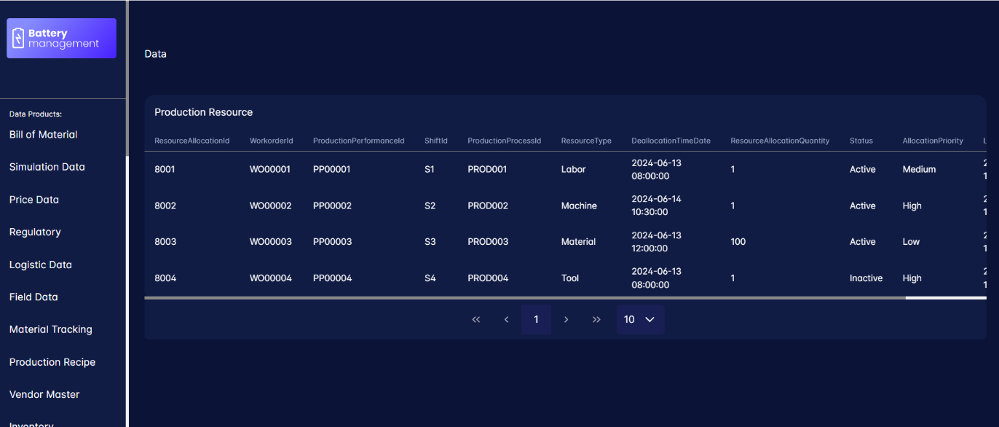 Battery
management
Data
Data Products:
Bill of Material
Simulation Data
Price Data
Regulatory
Logistic Data
Field Data
Material Tracking
Production Recipe
Vendor Master
Inventory
Production Resource
ResourceAllocationId WorkorderId ProductionPerformanceId ShiftId ProductionProcessId ResourceType DeallocationTimeDate ResourceAllocationQuantity Status AllocationPriority
8001 WO00001 PP00001 S1 PROD001 Labor 2024-06-13 08:00:00 1 Active Medium
8002 WO00002 PP00002 S2 PROD002 Machine 2024-06-14 10:30:00 1 Active High
8003 WO00003 PP00003 S3 PROD003 Material 2024-06-13 12:00:00 100 Active Low
8004 WO00004 PP00004 S4 PROD004 Tool 2024-06-13 08:00:00 1 Inactive High
« ‹ 1 › » 10